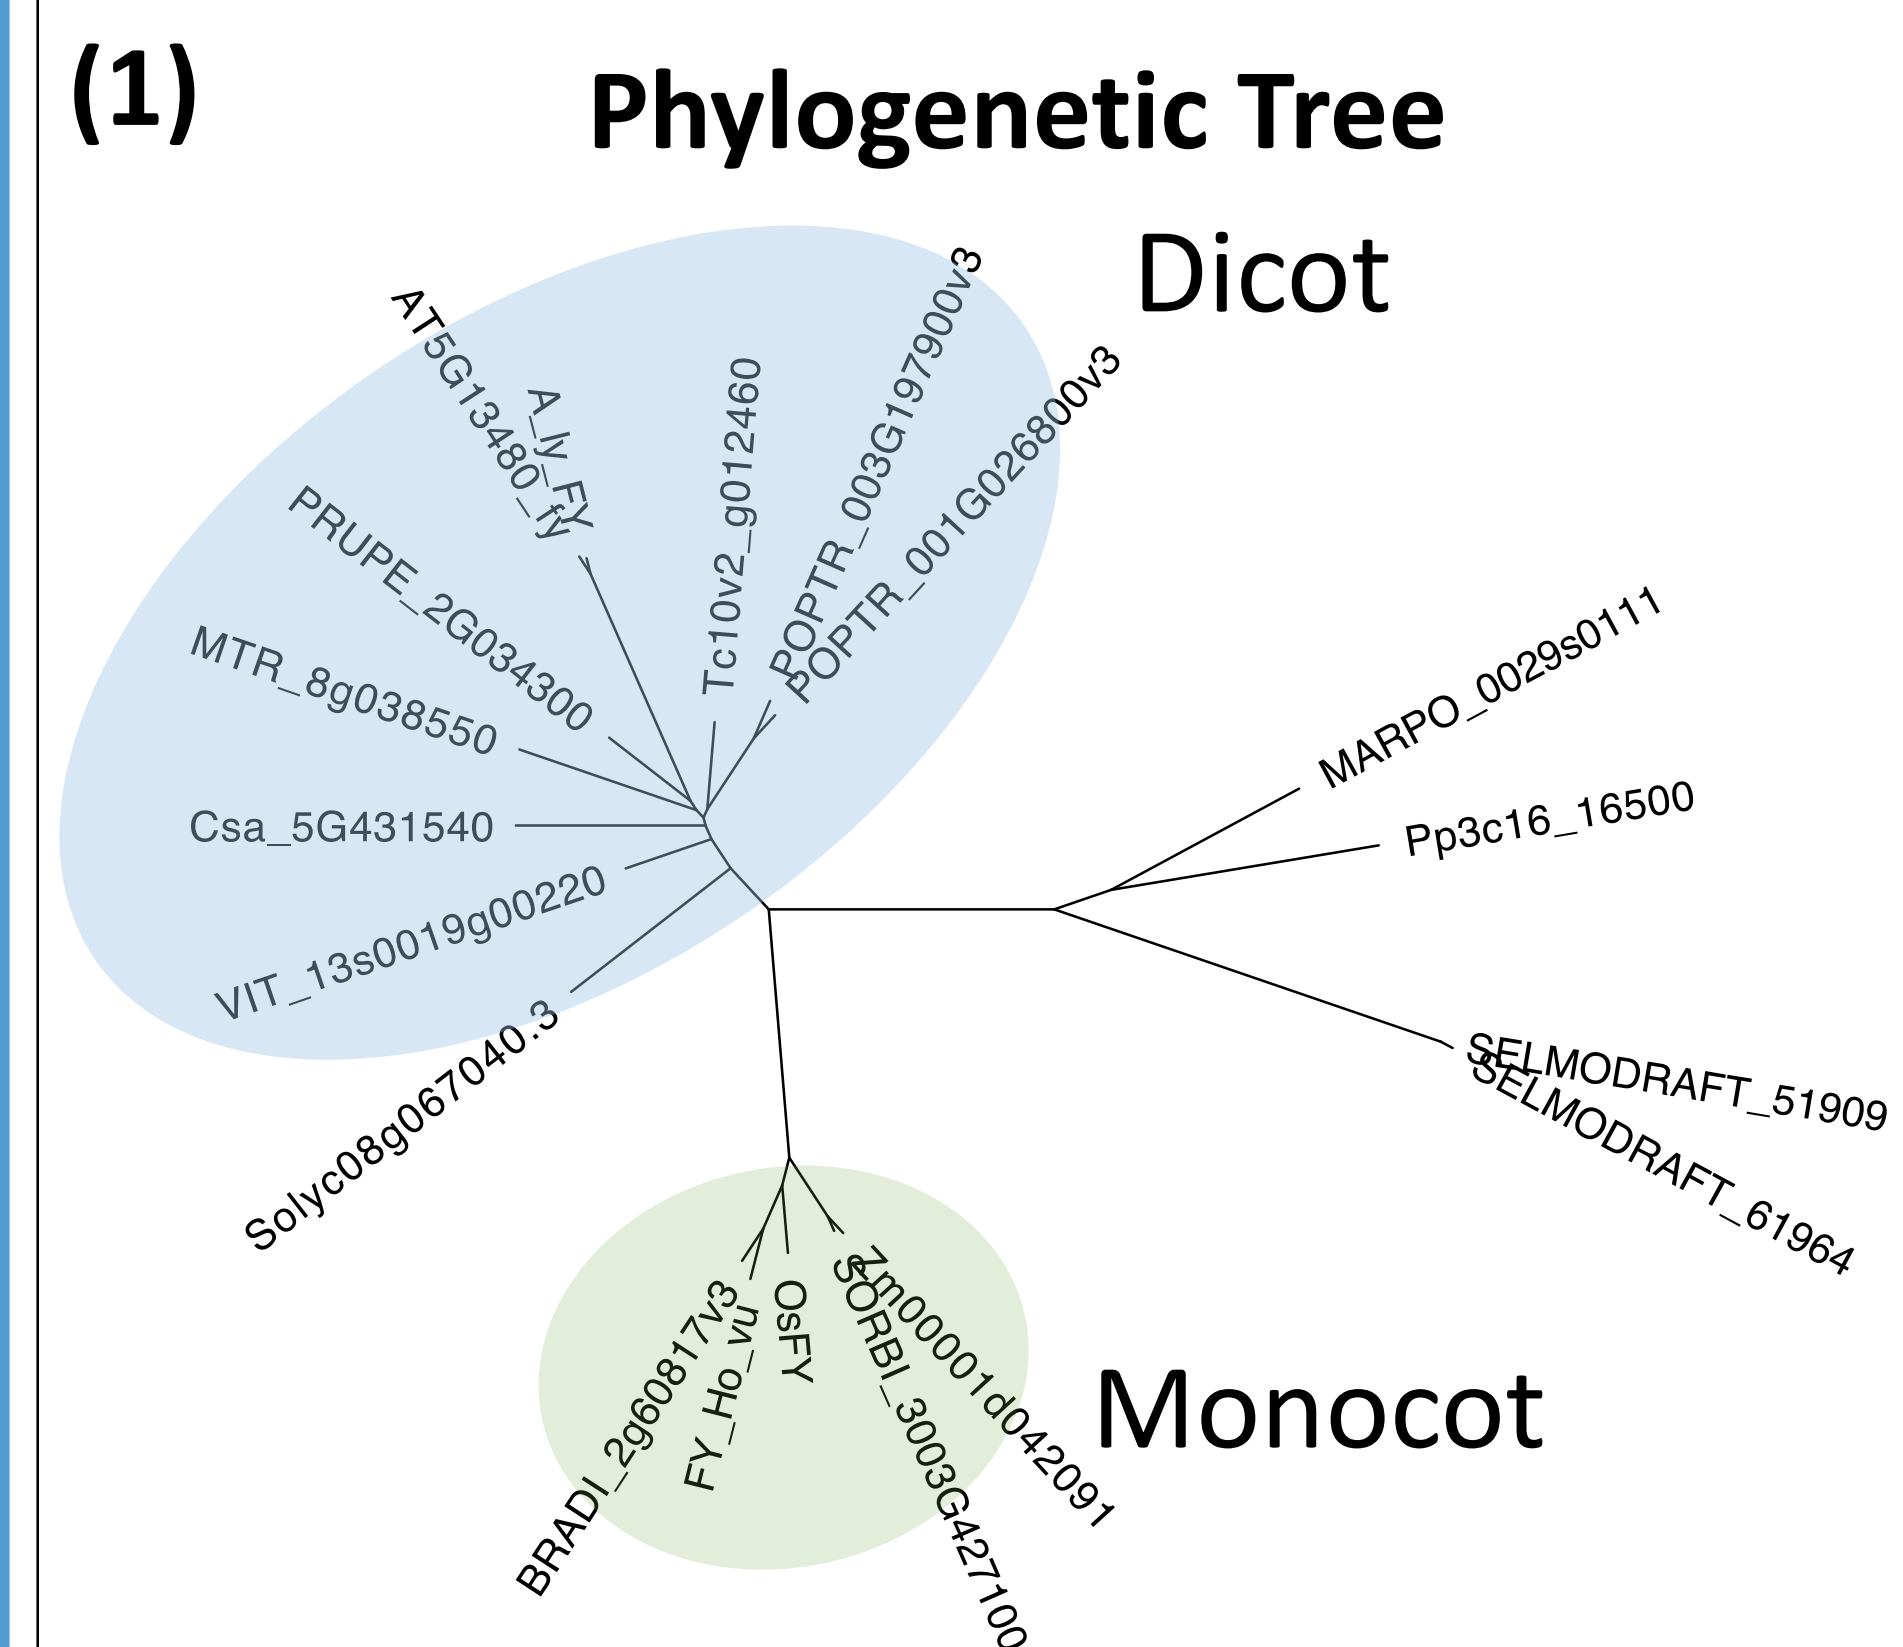 (1)
Phylogenetic Tree
Dicot
AT5G13480_fy
A_ly_FY
Tc10v2_g012460
POPTR_003G197900v3
POPTR_001G026800v3
PRUPE_2G034300
MTR_8g038550
Csa_5G431540
VIT_13s0019g00220
Solyc08g067040.3
MARPO_0029s0111
Pp3c16_16500
SELMODRAFT_51909
SELMODRAFT_61964
BRADI_2g60817v3
FY_Ho_vu
OsFY
SORBI_3003G427100
Zm00001d042091
Monocot